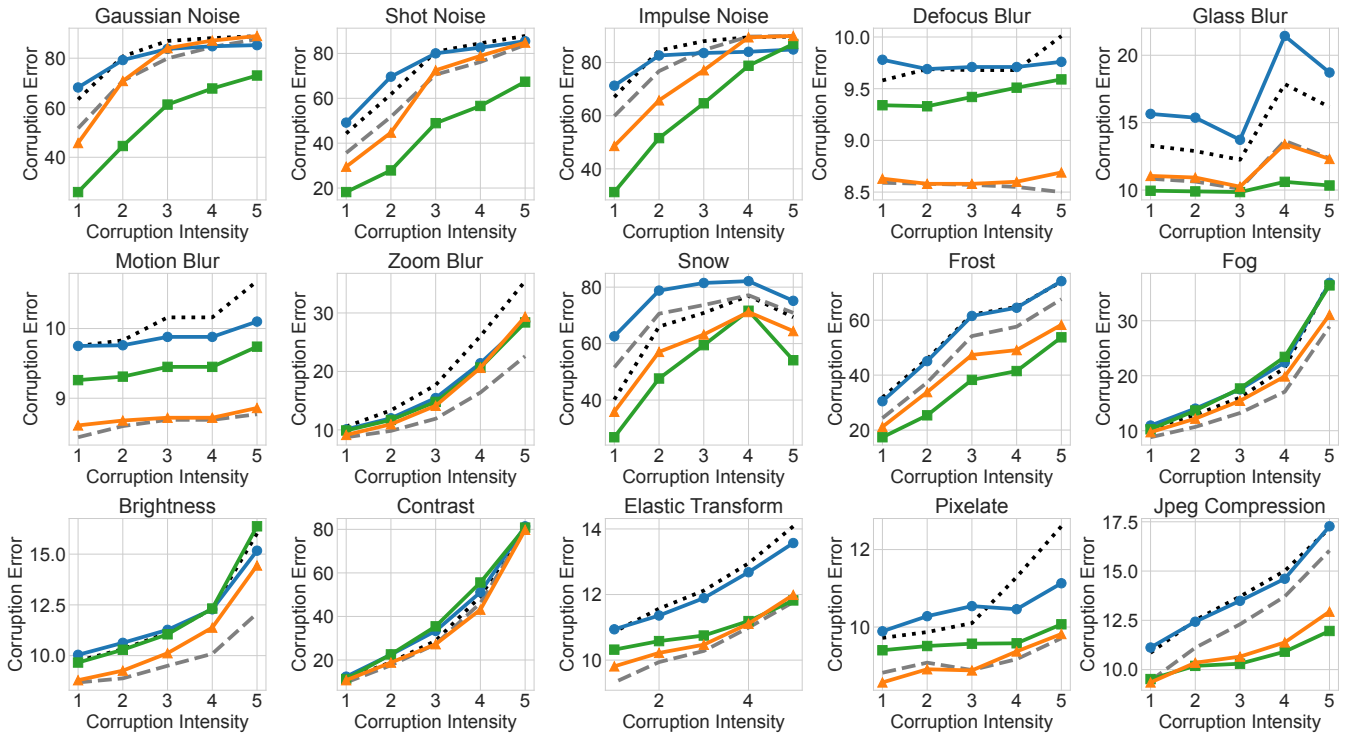 Gaussian Noise
Corruption Error
80
60
40
1 2 3 4 5
Corruption Intensity
Shot Noise
Corruption Error
80
60
40
20
1 2 3 4 5
Corruption Intensity
Impulse Noise
Corruption Error
80
60
40
1 2 3 4 5
Corruption Intensity
Defocus Blur
Corruption Error
10.0
9.5
9.0
8.5
1 2 3 4 5
Corruption Intensity
Glass Blur
Corruption Error
20
15
10
1 2 3 4 5
Corruption Intensity
Motion Blur
Corruption Error
10
9
1 2 3 4 5
Corruption Intensity
Zoom Blur
Corruption Error
30
20
10
1 2 3 4 5
Corruption Intensity
Snow
Corruption Error
80
60
40
1 2 3 4 5
Corruption Intensity
Frost
Corruption Error
60
40
20
1 2 3 4 5
Corruption Intensity
Fog
Corruption Error
30
20
10
1 2 3 4 5
Corruption Intensity
Brightness
Corruption Error
15.0
12.5
10.0
1 2 3 4 5
Corruption Intensity
Contrast
Corruption Error
80
60
40
20
1 2 3 4 5
Corruption Intensity
Elastic Transform
Corruption Error
14
12
10
2 4
Corruption Intensity
Pixelate
Corruption Error
12
10
1 2 3 4 5
Corruption Intensity
Jpeg Compression
Corruption Error
17.5
15.0
12.5
10.0
1 2 3 4 5
Corruption Intensity